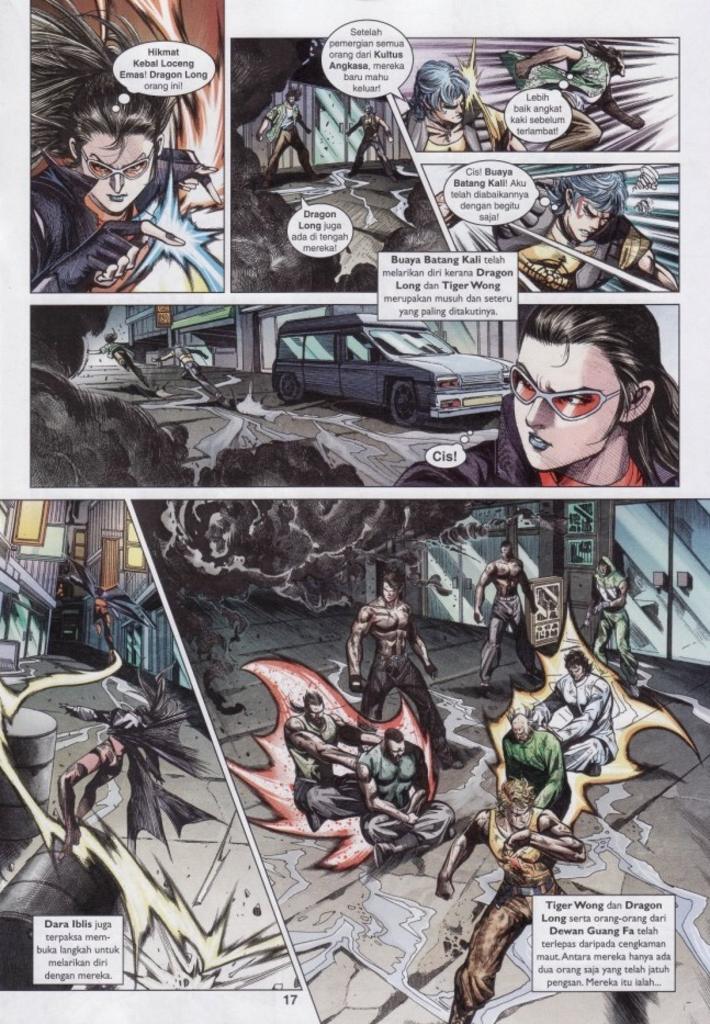 Hikmat
Kebal Loceng
Emas! Dragon Long
orang ini!
Setelah
pemergian semua
orang dari Kultus
Angkasa, mereka
baru mahu
keluar!
Dragon
Long juga
ada di tengah
mereka!
Lebih
baik angkat
kaki sebelum
terlambat!
Cis! Buaya
Batang Kali! Aku
telah diabaikannya
dengan begitu
saja!
Buaya Batang Kali telah
melarikan diri kerana Dragon
Long dan Tiger Wong
merupakan musuh dan seteru
yang paling ditakutinya.
Cis!
Dara Iblis juga
terpaksa mem-
buka langkah untuk
melarikan diri
dengan mereka.
Tiger Wong dan Dragon
Long serta orang-orang dari
Dewan Guang Fa telah
terlepas daripada cengkaman
maut. Antara mereka hanya ada
dua orang saja yang telah jatuh
pengsan. Mereka itu ialah...
17